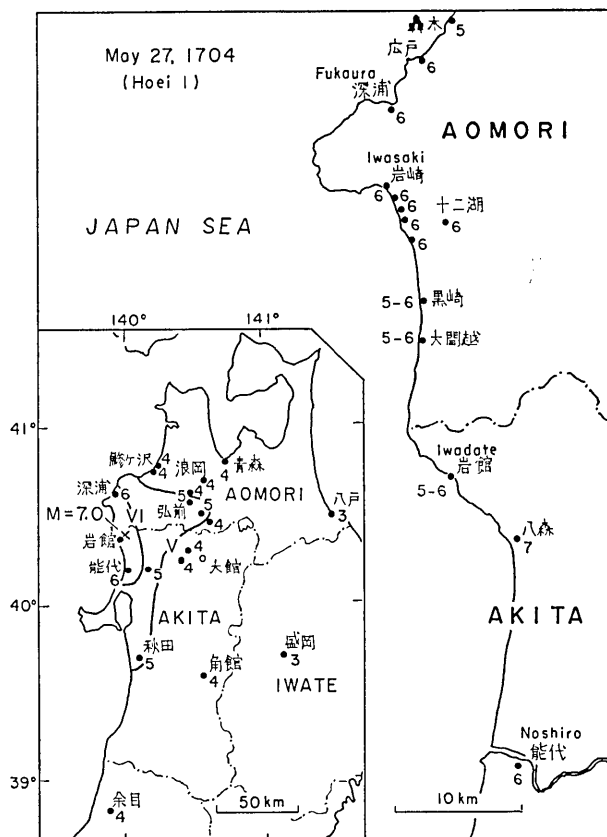 May 27, 1704
(Hoei 1)
木
5
広戸
6
Fukaura
深浦
6
AOMORI
Iwasaki
岩崎
6
6
6
6
6
十二湖
6
JAPAN SEA
5-6
黒崎
5-6
大間越
Iwadate
岩館
5-6
八森
7
AKITA
Noshiro
能代
6
10 km
140°
141°
41°
40°
39°
鯵ケ沢
4
4
浪岡
4
青森
4
深浦
6
5
4
弘前
5
4
AOMORI
八戸
3
M=7.0
VI
岩館
×
V
4
4
大館
能代
6
5
AKITA
秋田
5
角館
4
盛岡
3
IWATE
余目
4
50 km